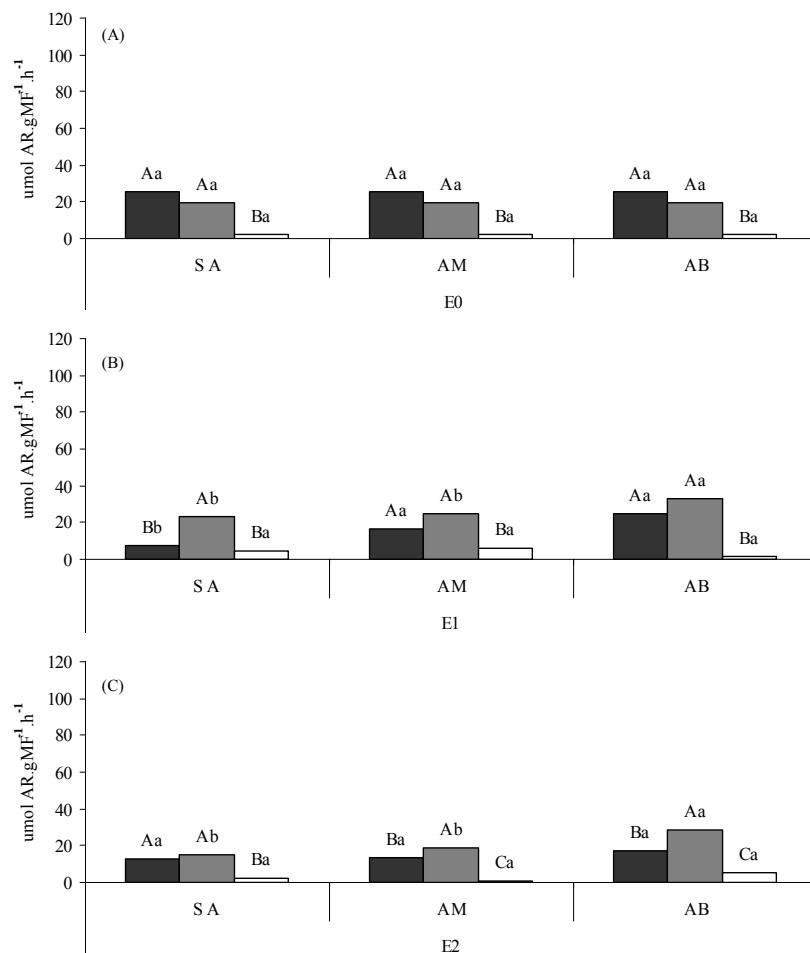 (A)
umol AR.gMF⁻¹.h⁻¹
120
100
80
60
40
20
0
Aa Aa Ba Aa Aa Ba Aa Aa Ba
S A AM AB
E0
(B)
umol AR.gMF⁻¹.h⁻¹
120
100
80
60
40
20
0
Bb Ab Ba Aa Ab Ba Aa Aa Ba
S A AM AB
E1
(C)
umol AR.gMF⁻¹.h⁻¹
120
100
80
60
40
20
0
Aa Ab Ba Ba Ab Ca Ba Aa Ca
S A AM AB
E2